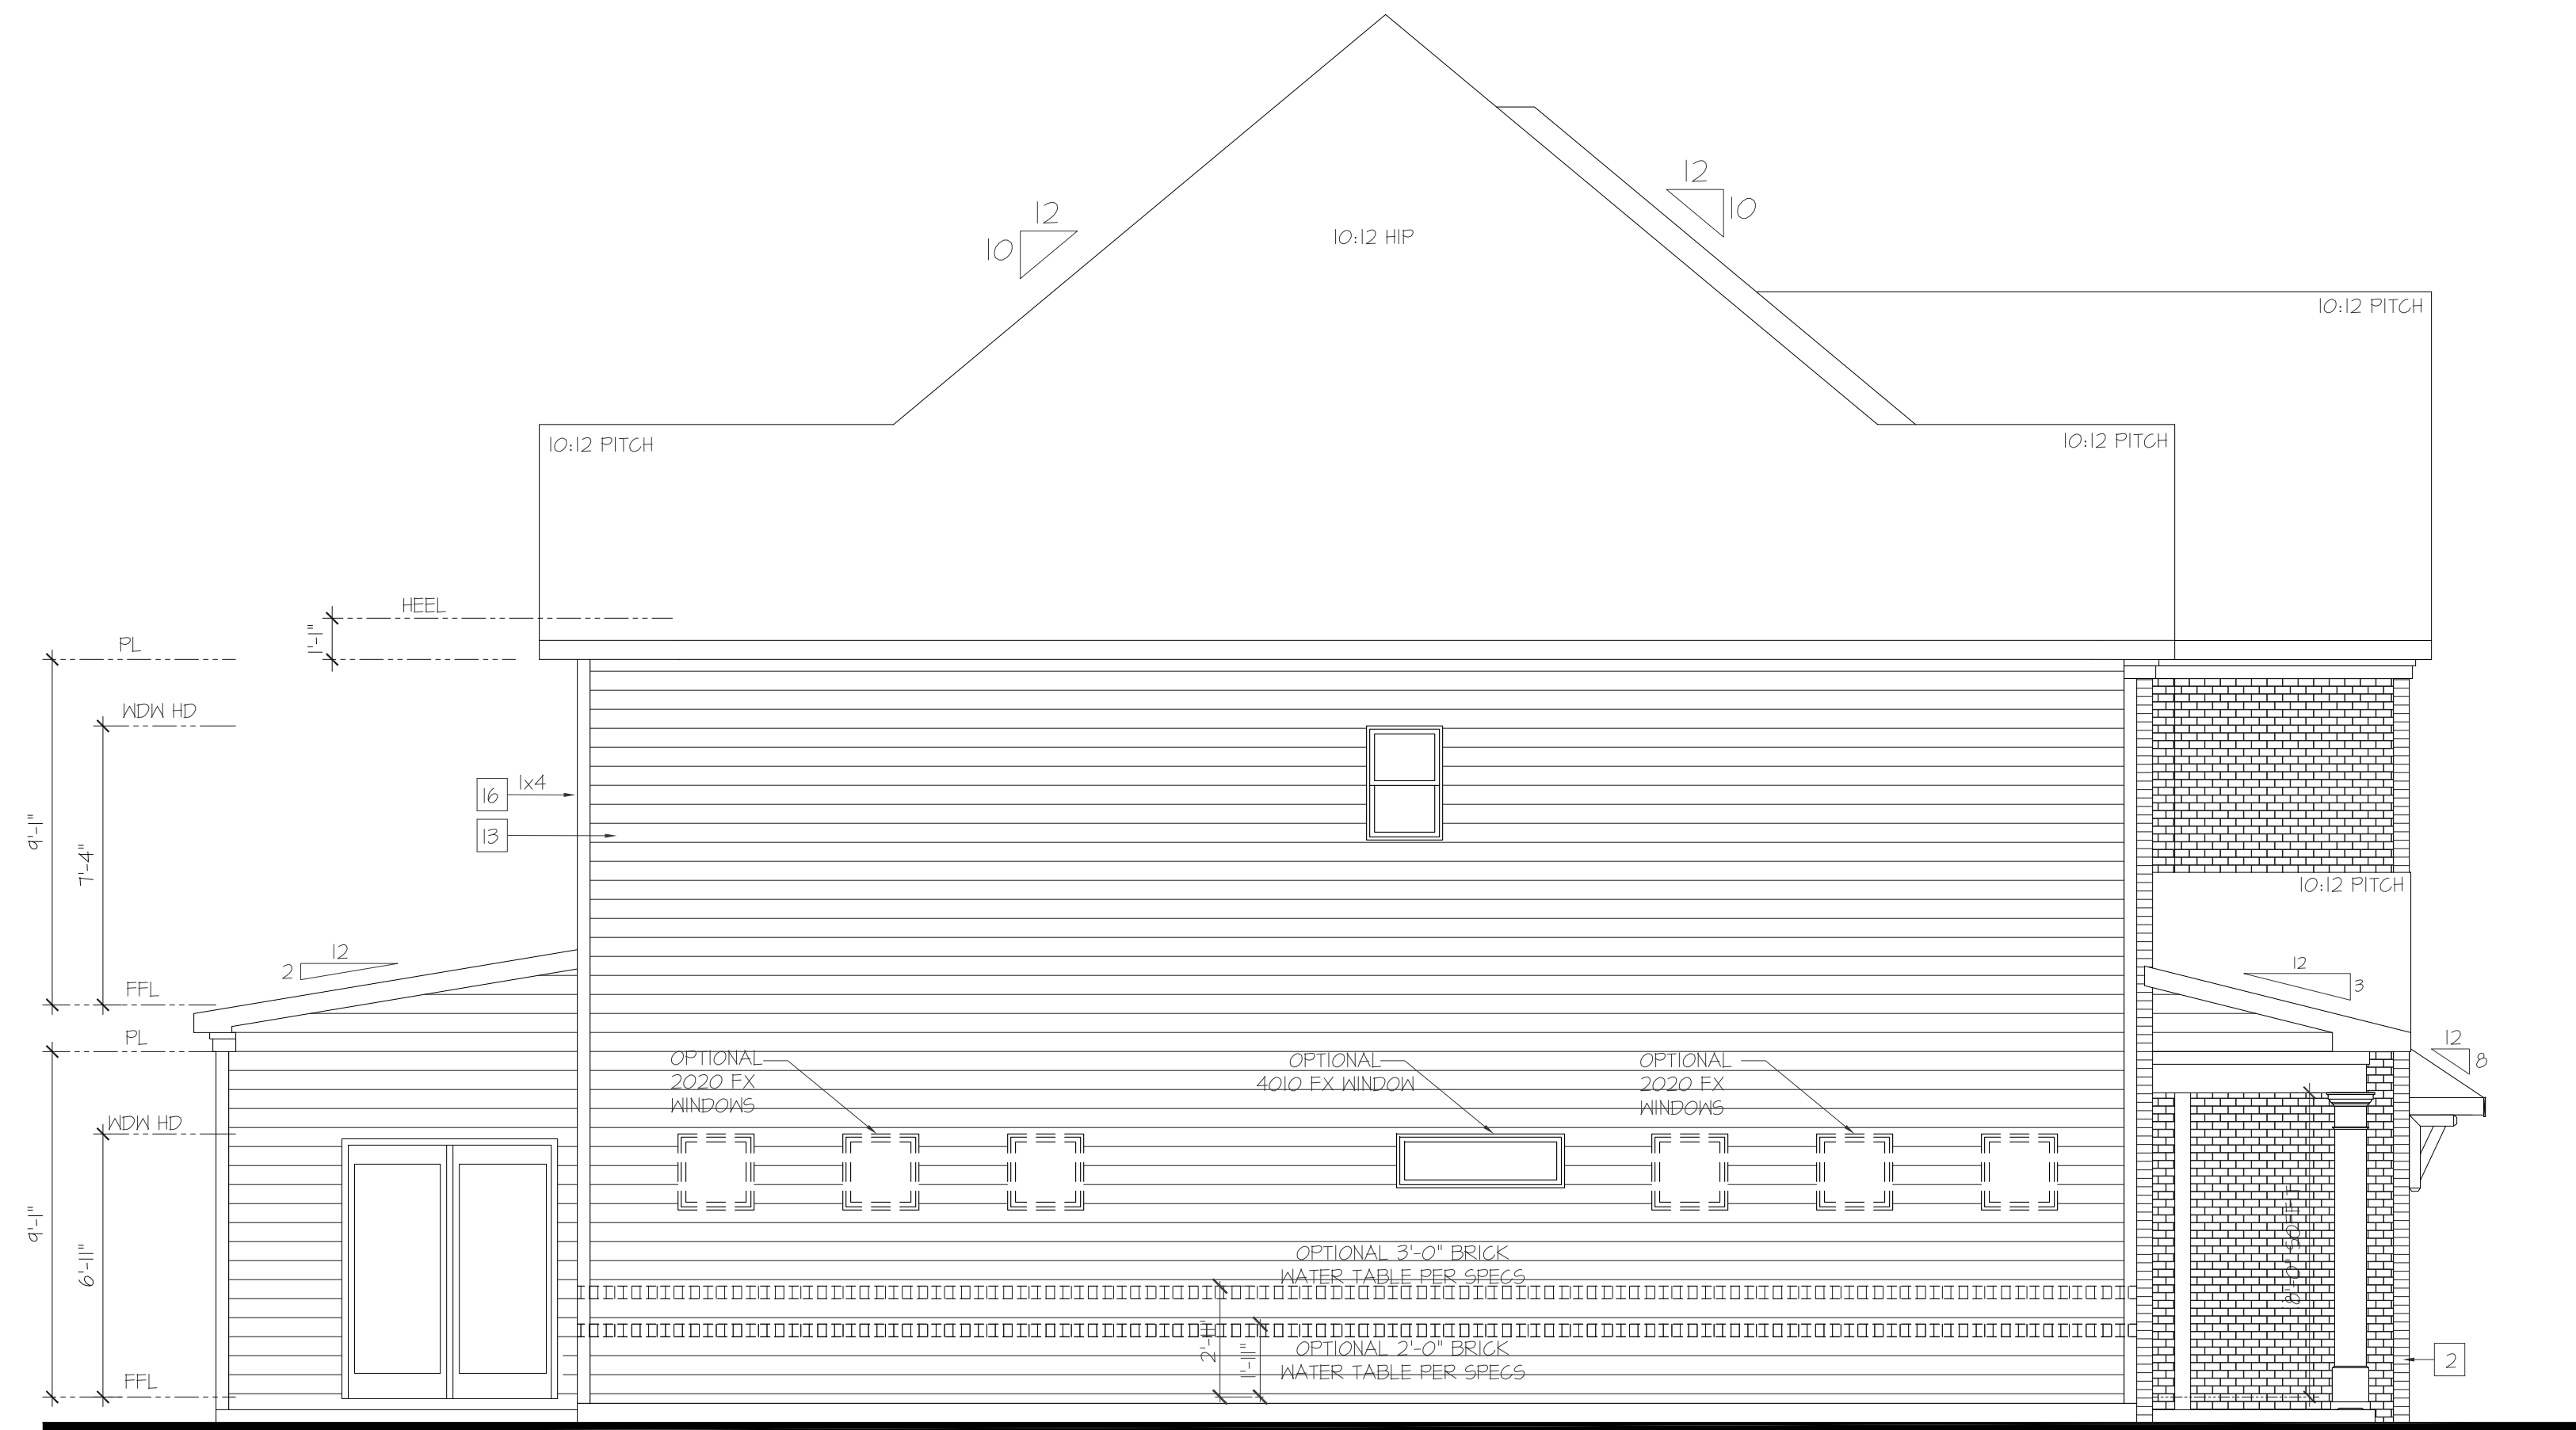 12
10
12
10
10:12 HIP
10:12 PITCH
10:12 PITCH
10:12 PITCH
HEEL
1'-1"
PL
WDW HD
16
1x4
13
9'-1"
7'-4"
10:12 PITCH
12
2
FFL
12
3
PL
12
8
OPTIONAL
2020 FX
WINDOWS
OPTIONAL
4010 FX WINDOW
OPTIONAL
2020 FX
WINDOWS
WDW HD
9'-1"
6'-11"
OPTIONAL 3'-0" BRICK
WATER TABLE PER SPECS
2'-11"
1'-11"
OPTIONAL 2'-0" BRICK
WATER TABLE PER SPECS
2
FFL